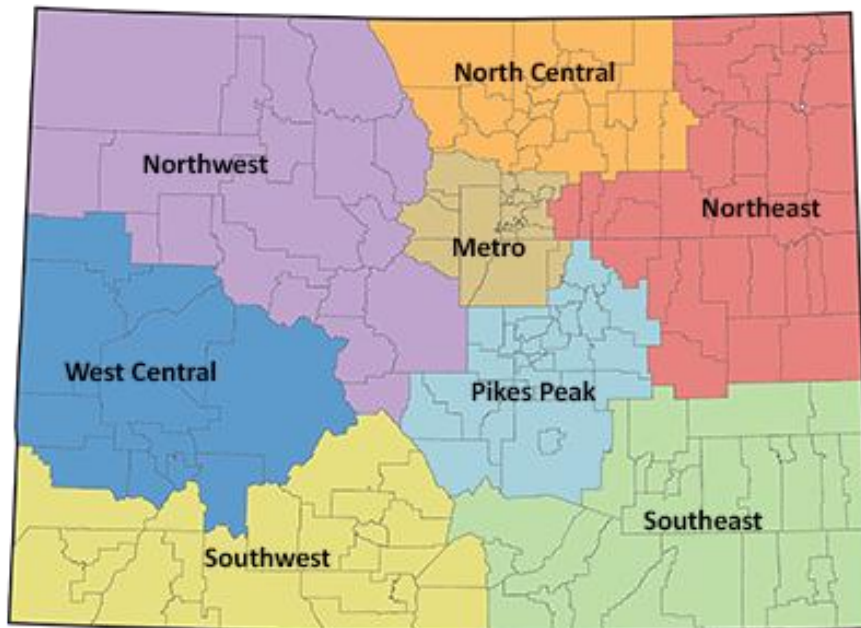 North Central
Northwest
Northeast
Metro
West Central
Pikes Peak
Southeast
Southwest